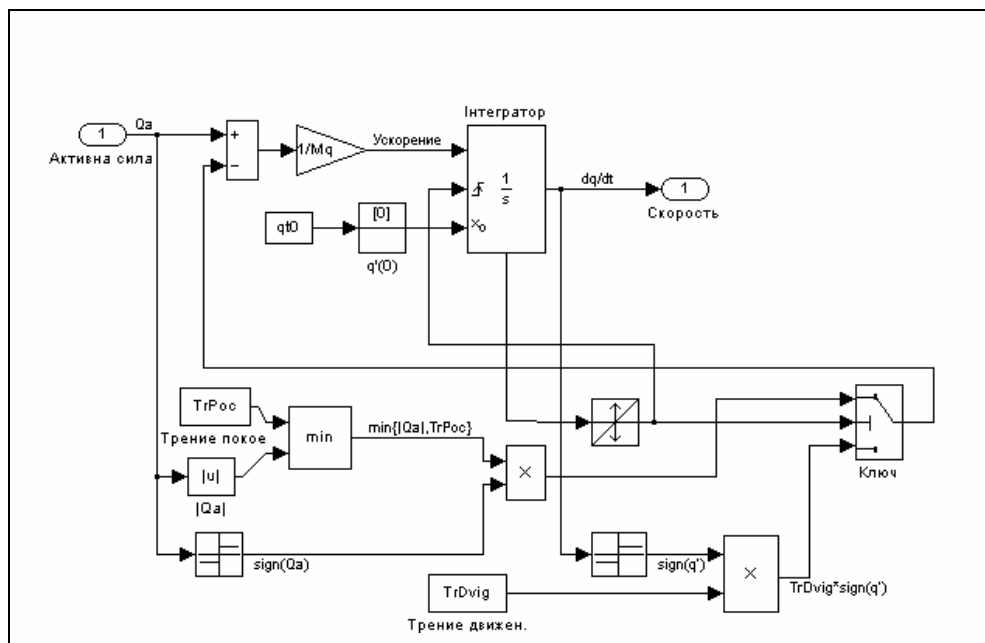 Інтегратор
1
Qa
Активна сила
+
−
1/Mq
Ускорение
1
s
xo
dq/dt
1
Скорость
qt0
[0]
q'(0)
TrPoc
Трение покое
min
min{|Qa|,TrPoc}
|u|
|Qa|
×
Ключ
sign(Qa)
sign(q')
×
TrDvig*sign(q')
TrDvig
Трение движен.